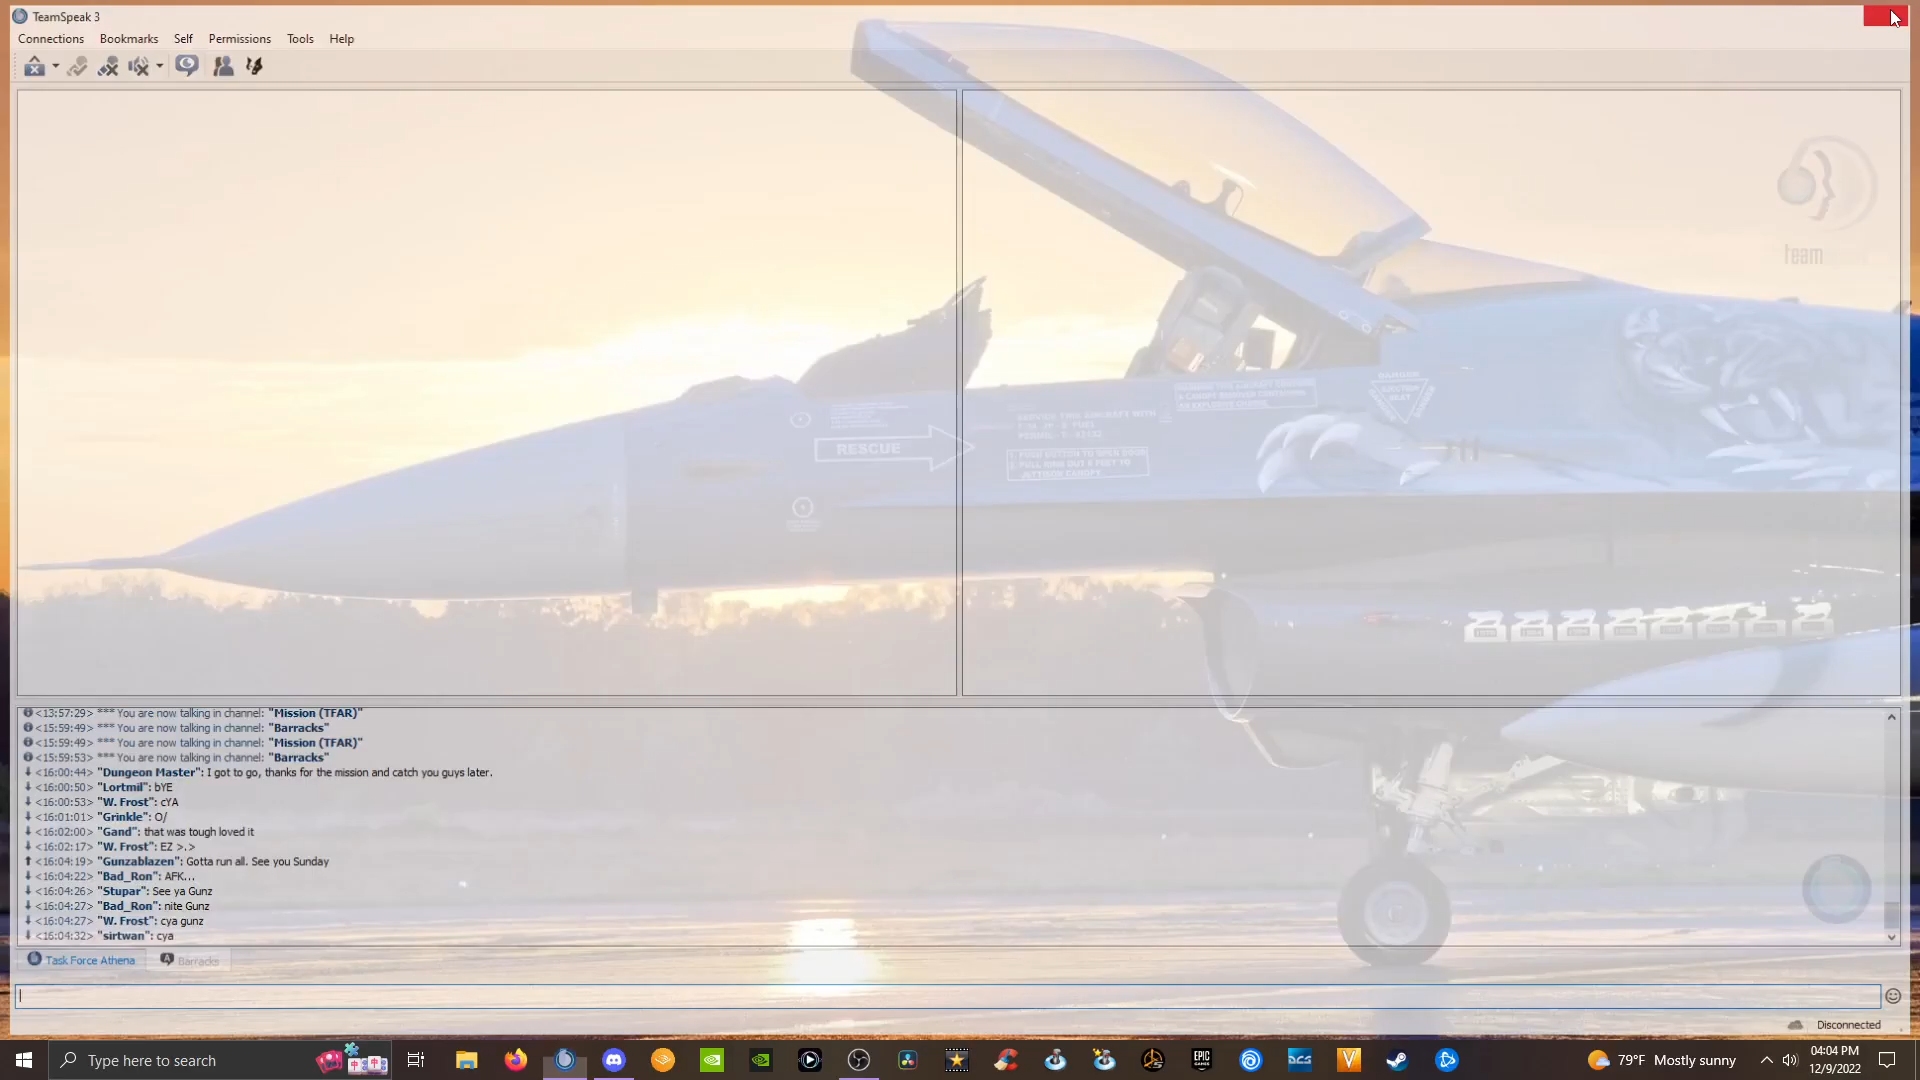 TeamSpeak 3
Connections Bookmarks Self Permissions Tools Help
team
RESCUE
DANGER
<13:57:29> *** You are now talking in channel: "Mission (TFAR)"
<15:59:49> *** You are now talking in channel: "Barracks"
<15:59:49> *** You are now talking in channel: "Mission (TFAR)"
<15:59:53> *** You are now talking in channel: "Barracks"
<16:00:44> "Dungeon Master": I got to go, thanks for the mission and catch you guys later.
<16:00:50> "Lortmil": bYE
<16:00:53> "W. Frost": cYA
<16:01:01> "Grinkle": O/
<16:02:00> "Gand": that was tough loved it
<16:02:17> "W. Frost": EZ >.>
<16:04:19> "Gunzablazen": Gotta run all. See you Sunday
<16:04:22> "Bad_Ron": AFK...
<16:04:26> "Stupar": See ya Gunz
<16:04:27> "Bad_Ron": nite Gunz
<16:04:27> "W. Frost": cya gunz
<16:04:32> "sirtwan": cya
Task Force Athena Barracks
Disconnected
Type here to search
EPIC GAMES
DCS
79°F Mostly sunny
04:04 PM
12/9/2022